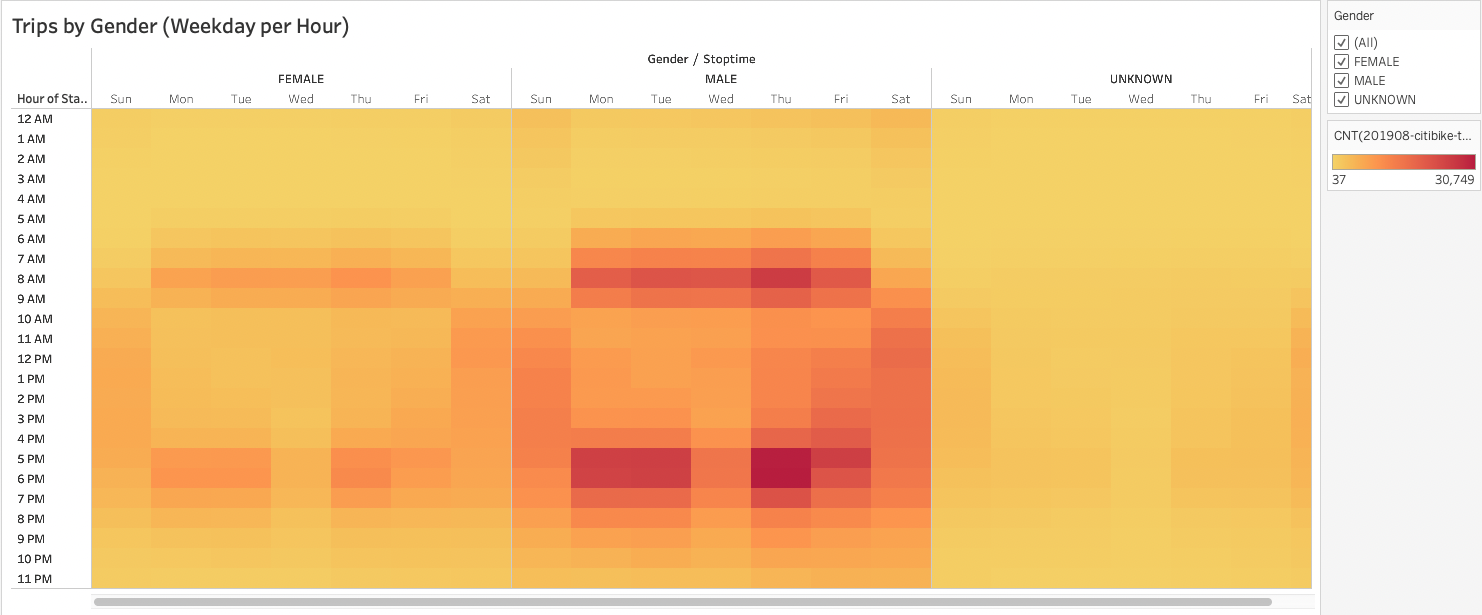 Trips by Gender (Weekday per Hour)
Gender / Stoptime
FEMALE MALE UNKNOWN
Hour of Sta.. Sun Mon Tue Wed Thu Fri Sat Sun Mon Tue Wed Thu Fri Sat Sun Mon Tue Wed Thu Fri Sat
12 AM
1 AM
2 AM
3 AM
4 AM
5 AM
6 AM
7 AM
8 AM
9 AM
10 AM
11 AM
12 PM
1 PM
2 PM
3 PM
4 PM
5 PM
6 PM
7 PM
8 PM
9 PM
10 PM
11 PM
Gender
(All)
FEMALE
MALE
UNKNOWN
CNT(201908-citibike-t...
37 30,749